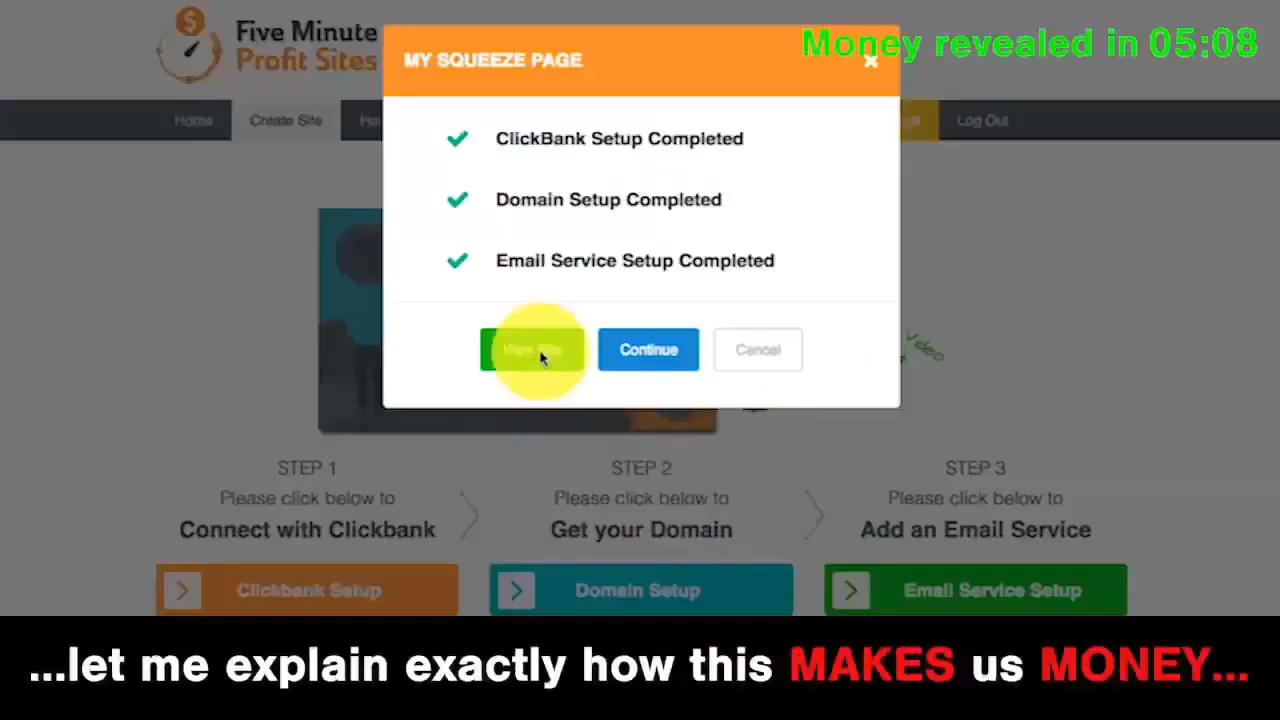 Five Minute
Profit Sites
Money revealed in 05:08
MY SQUEEZE PAGE
Home
Create Site
Log Out
ClickBank Setup Completed
Domain Setup Completed
Email Service Setup Completed
Continue
Cancel
Video
STEP 1
Please click below to
Connect with Clickbank
STEP 2
Please click below to
Get your Domain
STEP 3
Please click below to
Add an Email Service
Clickbank Setup
Domain Setup
Email Service Setup
...let me explain exactly how this MAKES us MONEY...